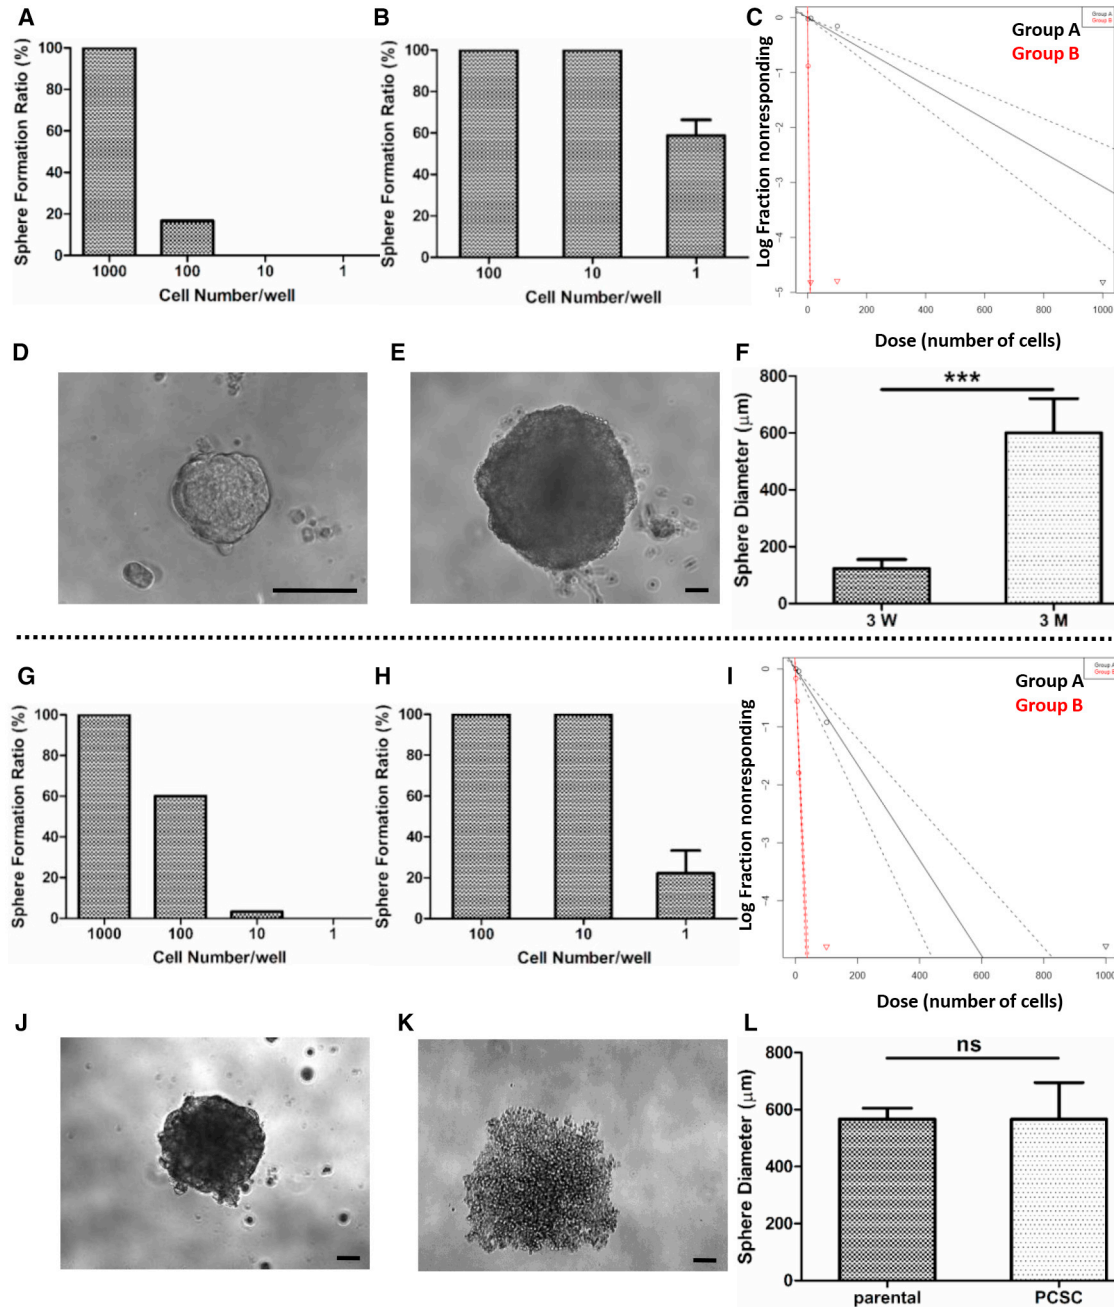 A
Sphere Formation Ratio (%)
100
80
60
40
20
0
1000 100 10 1
Cell Number/well
B
Sphere Formation Ratio (%)
100
80
60
40
20
0
100 10 1
Cell Number/well
C
Log Fraction nonresponding
0
-1
-2
-3
-4
-5
Group A
Group B
Group A
Group B
0 200 400 600 800 1000
Dose (number of cells)
D
E
F
Sphere Diameter (μm)
800
600
400
200
0
***
3 W 3 M
G
Sphere Formation Ratio (%)
100
80
60
40
20
0
1000 100 10 1
Cell Number/well
H
Sphere Formation Ratio (%)
100
80
60
40
20
0
100 10 1
Cell Number/well
I
Log Fraction nonresponding
0
-1
-2
-3
-4
Group A
Group B
Group A
Group B
0 200 400 600 800 1000
Dose (number of cells)
J
K
L
Sphere Diameter (μm)
800
600
400
200
0
ns
parental PCSC